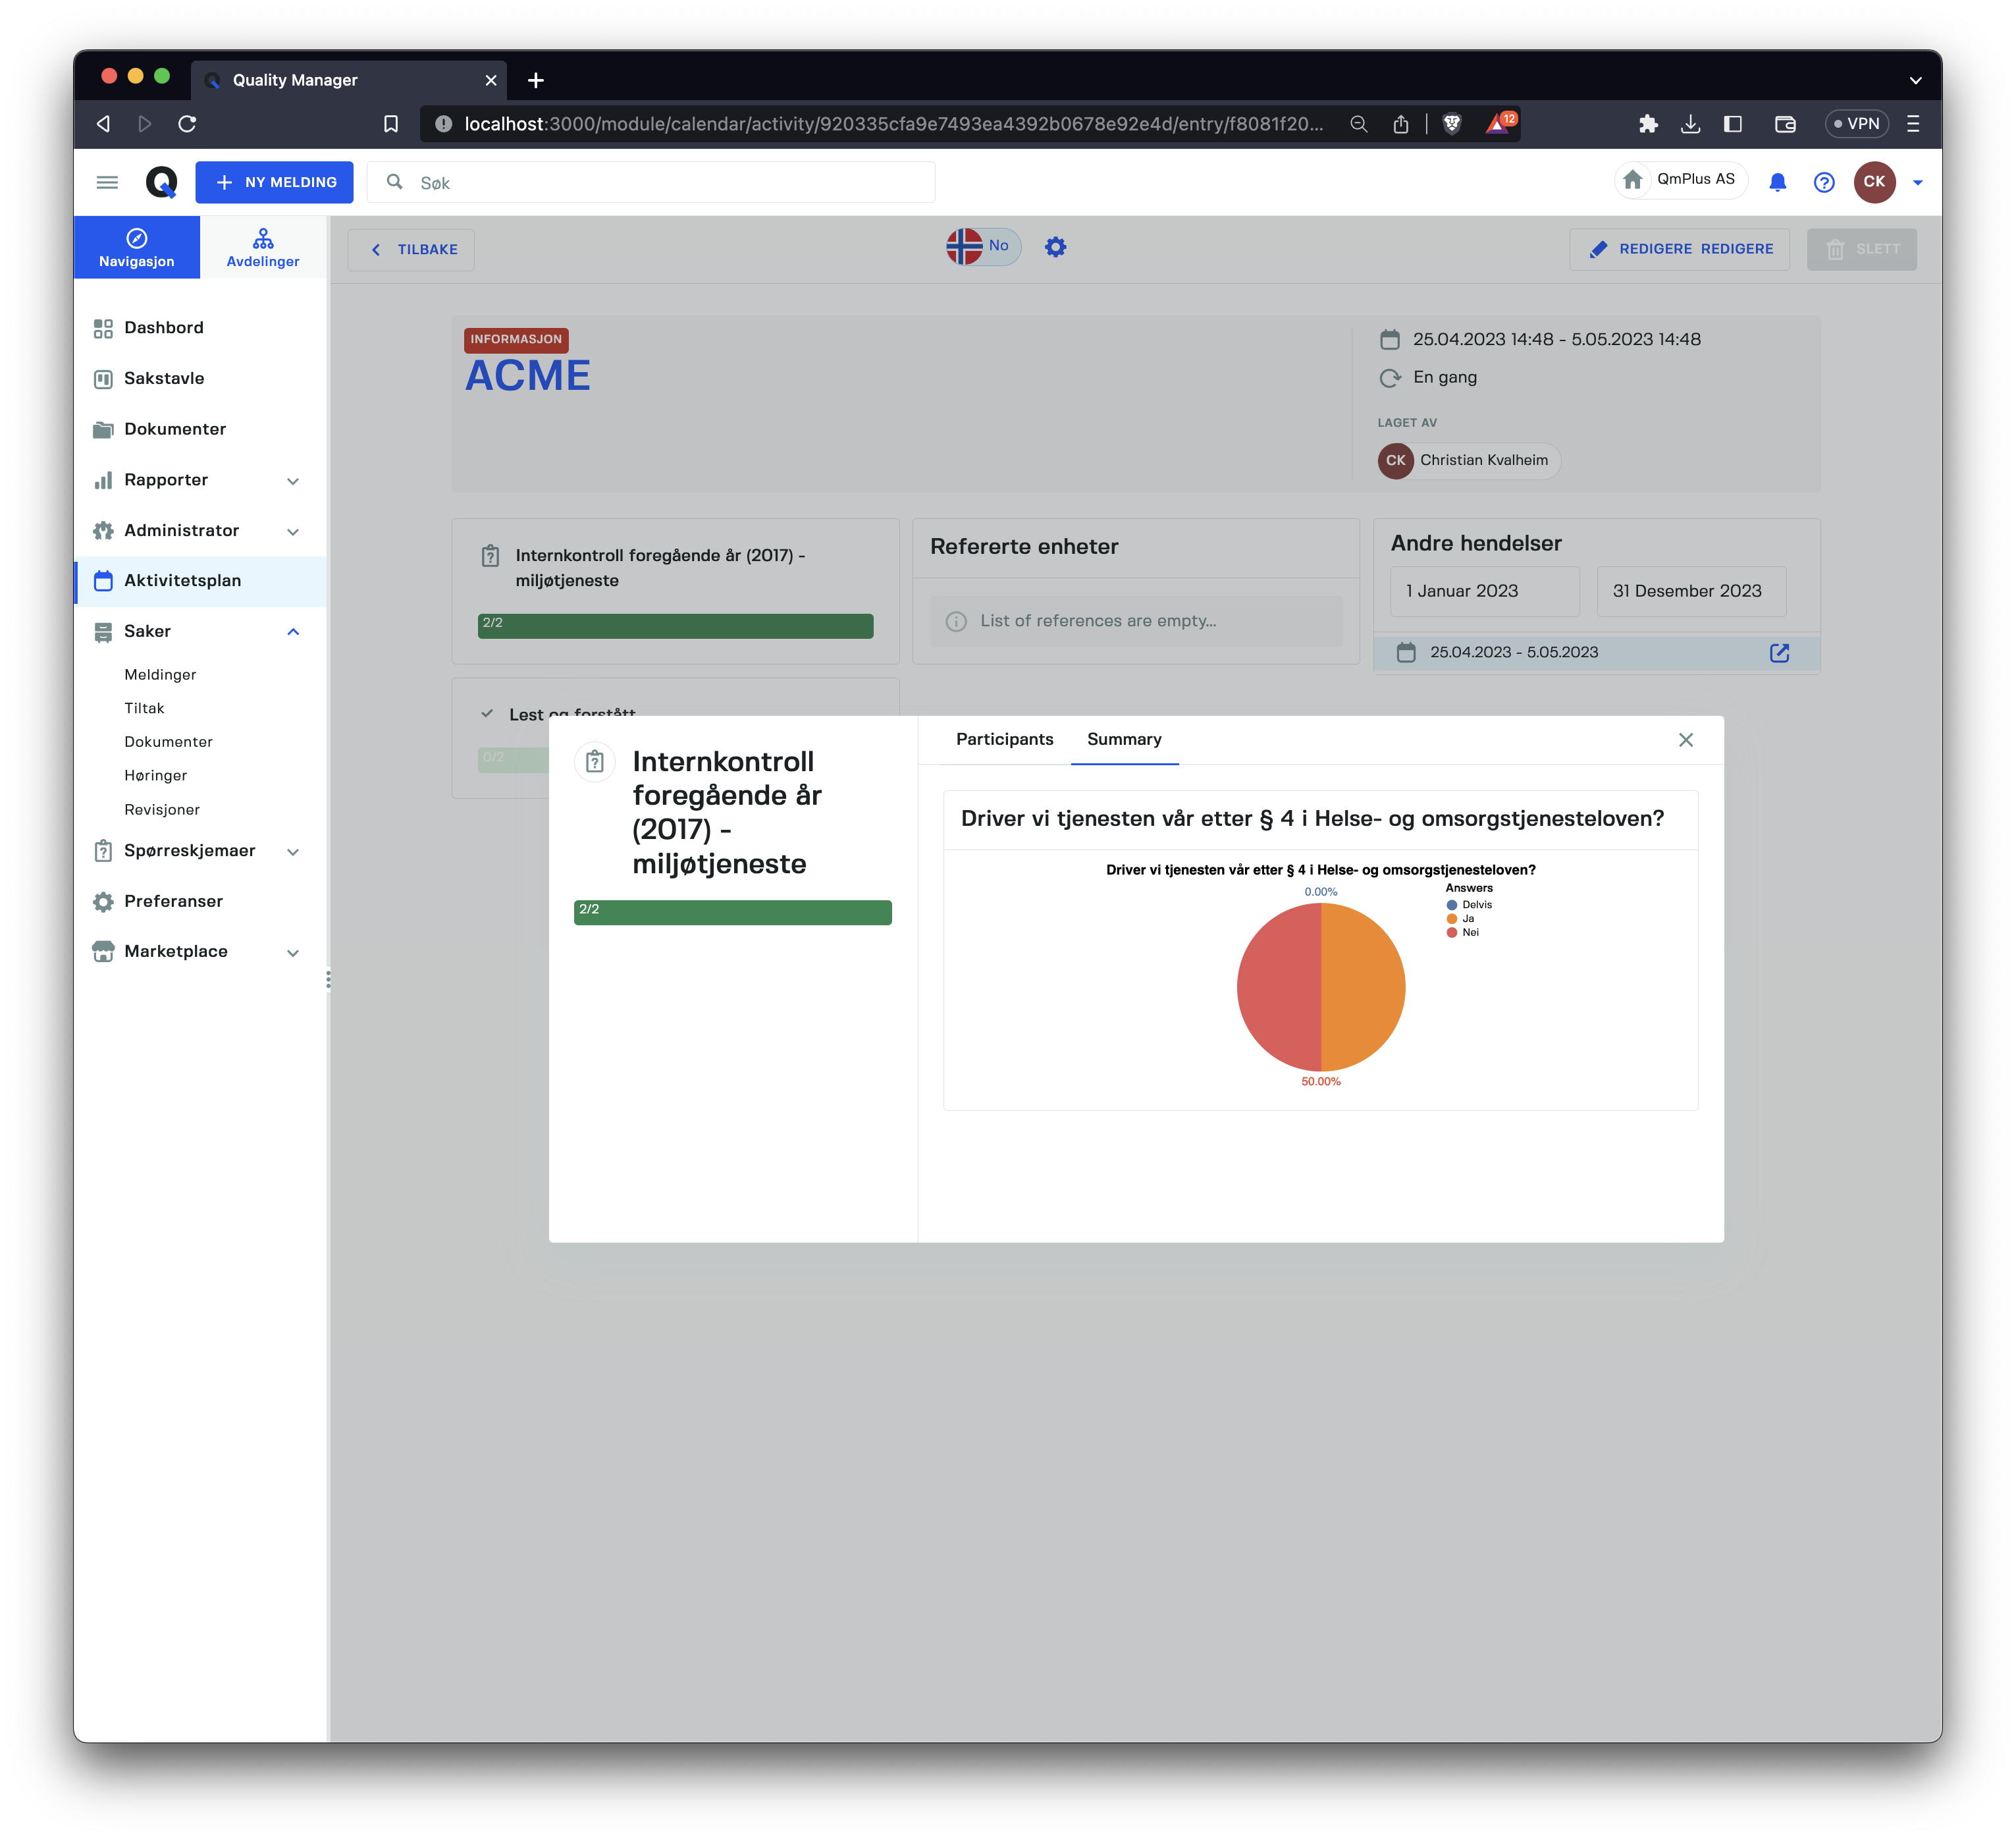 Quality Manager
localhost:3000/module/calendar/activity/920335cfa9e7493ea4392b0678e92e4d/entry/f8081f20...
12
VPN
NY MELDING
Søk
QmPlus AS
CK
Navigasjon
Avdelinger
TILBAKE
No
REDIGERE REDIGERE
SLETT
Dashbord
Sakstavle
Dokumenter
Rapporter
Administrator
Aktivitetsplan
Saker
Meldinger
Tiltak
Dokumenter
Høringer
Revisjoner
Spørreskjemaer
Preferanser
Marketplace
INFORMASJON
ACME
25.04.2023 14:48 - 5.05.2023 14:48
En gang
LAGET AV
CK Christian Kvalheim
Internkontroll foregående år (2017) -
miljøtjeneste
2/2
Refererte enheter
List of references are empty...
Andre hendelser
1 Januar 2023
31 Desember 2023
25.04.2023 - 5.05.2023
Lest og forstått
0/2
Internkontroll
foregående år
(2017) -
miljøtjeneste
2/2
Participants
Summary
Driver vi tjenesten vår etter § 4 i Helse- og omsorgstjenesteloven?
Driver vi tjenesten vår etter § 4 i Helse- og omsorgstjenesteloven?
0.00%
Answers
Delvis
Ja
Nei
50.00%